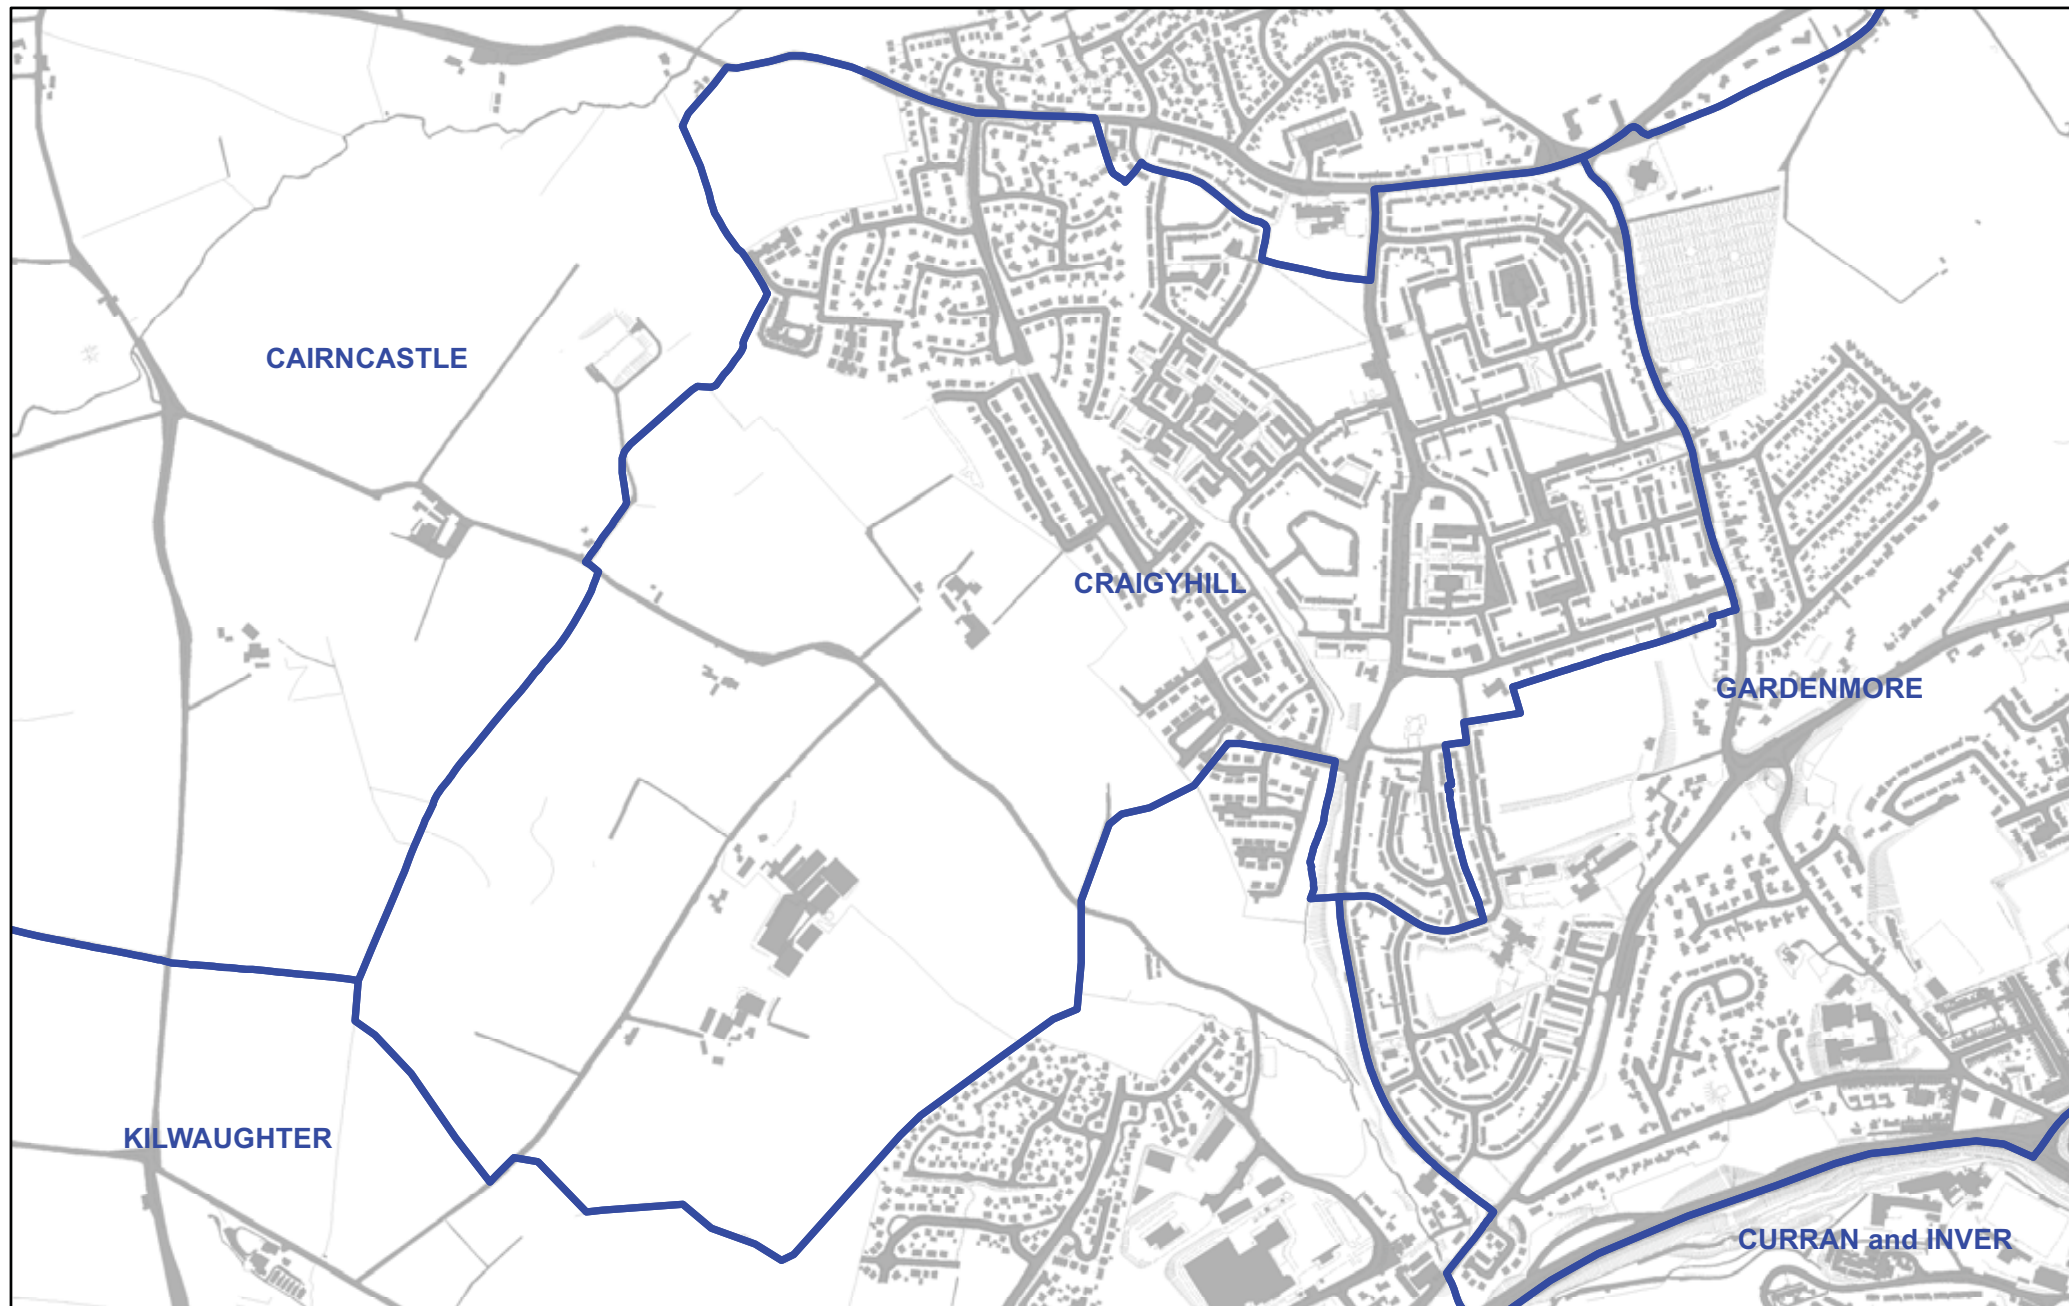 CAIRNCASTLE
CRAIGYHILL
GARDENMORE
KILWAUGHTER
CURRAN and INVER